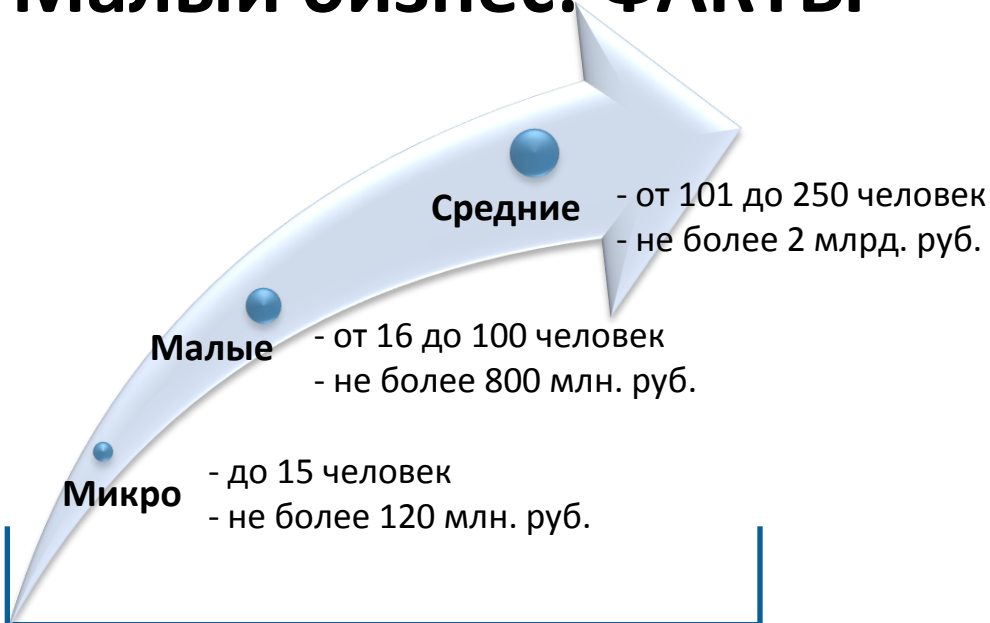 Малый бизнес: ФАКТЫ
Средние
- от 101 до 250 человек
- не более 2 млрд. руб.
Малые
- от 16 до 100 человек
- не более 800 млн. руб.
Микро
- до 15 человек
- не более 120 млн. руб.